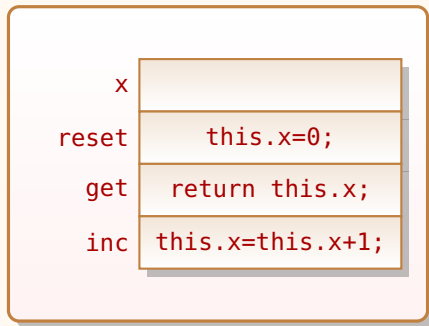 x
reset this.x=0;
get return this.x;
inc this.x=this.x+1;